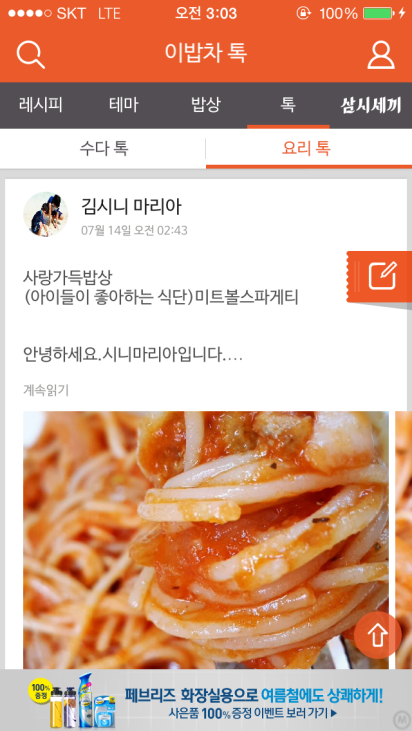 SKT LTE 오전 3:03 100%
이밥차 톡
레시피 테마 밥상 톡 삼시세끼
수다 톡 요리 톡
김시니 마리아
07월 14일 오전 02:43
사랑가득밥상
(아이들이 좋아하는 식단)미트볼스파게티
안녕하세요.시니마리아입니다....
계속읽기
100% 증정
페브리즈 화장실용으로 여름철에도 상쾌하게!
사은품 100%증정 이벤트 보러 가기▶
M